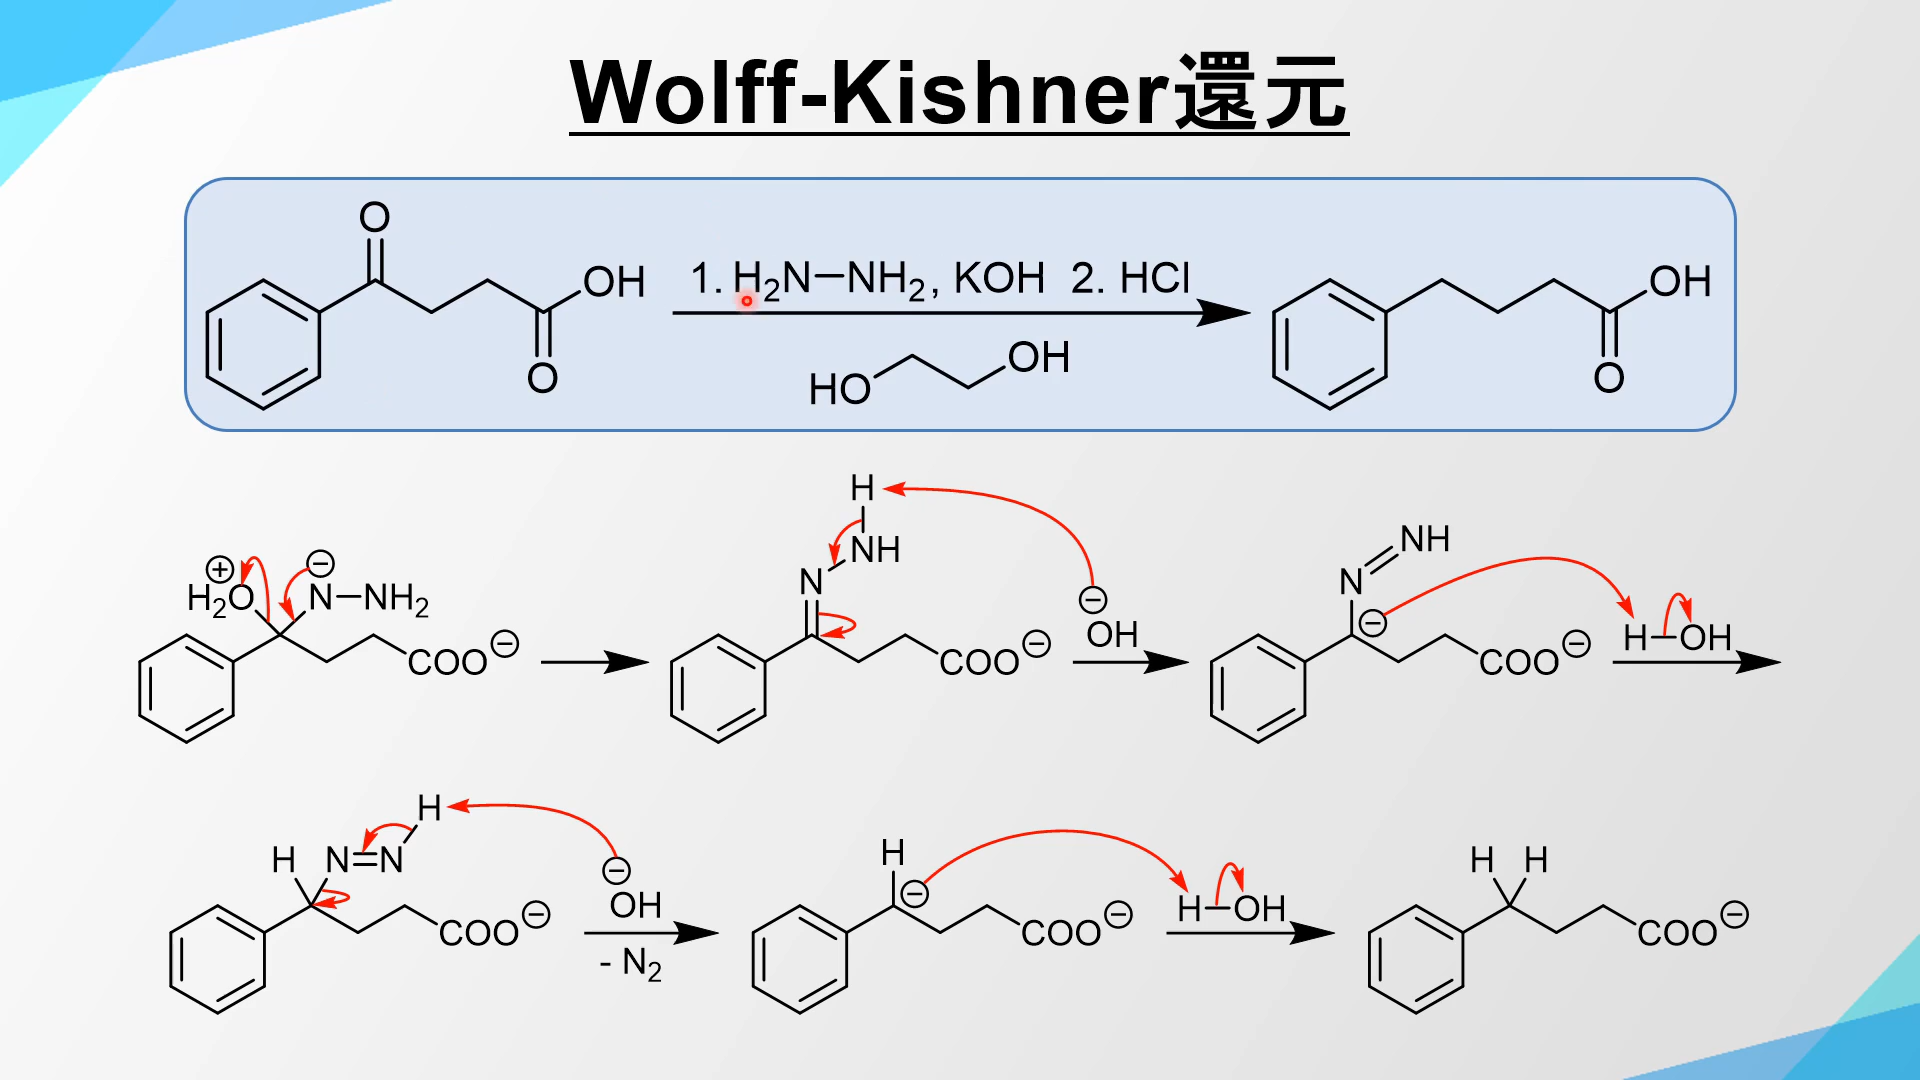 Wolff-Kishner還元
O
OH
O
1. H₂N—NH₂, KOH 2. HCl
HO
OH
OH
O
⊕
H₂O
⊖
N—NH₂
COO⊖
H
NH
N
COO⊖
⊖
OH
NH
N
⊖
COO⊖
H—OH
H
H N=N
COO⊖
⊖
OH
- N₂
H
⊖
COO⊖
H—OH
H H
COO⊖